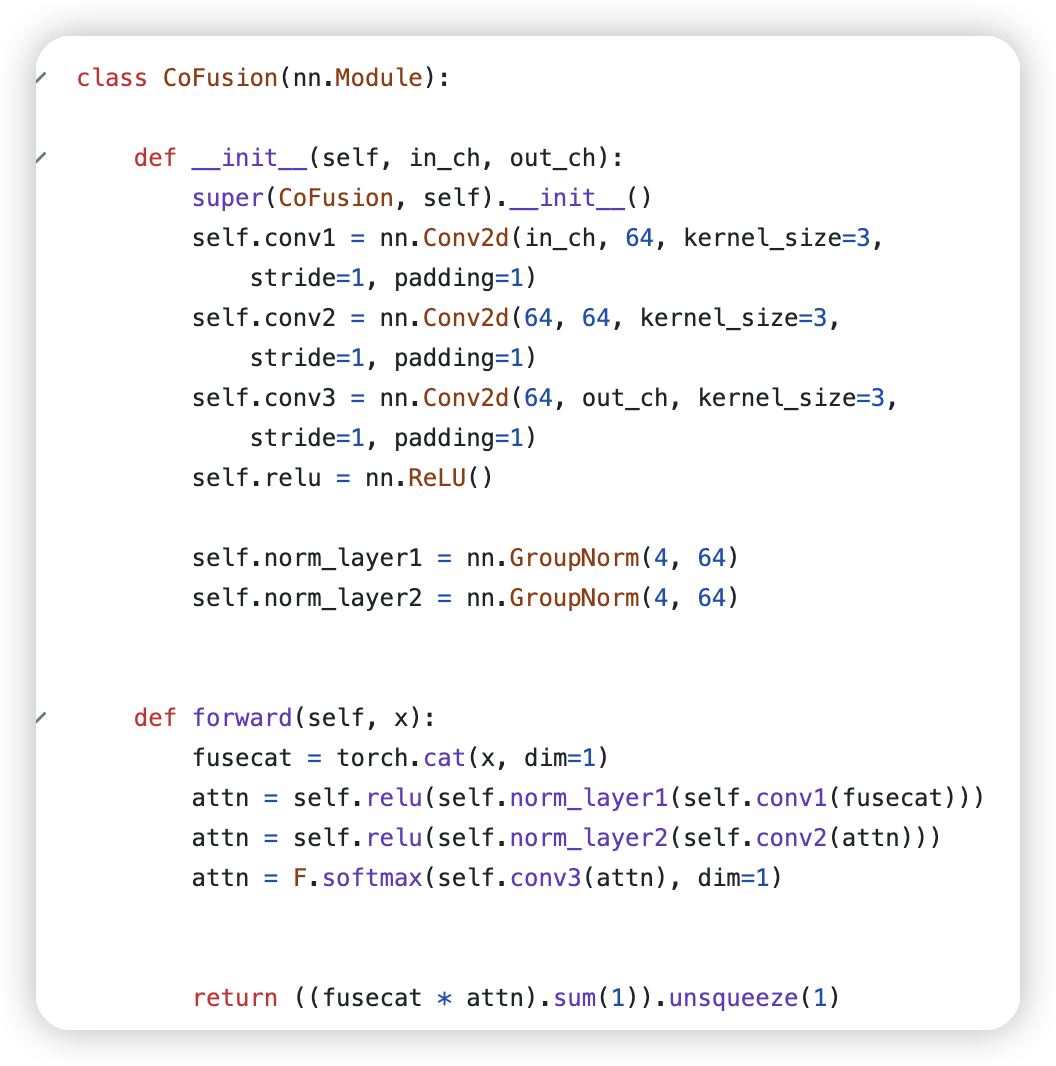 class CoFusion(nn.Module):
    def __init__(self, in_ch, out_ch):
        super(CoFusion, self).__init__()
        self.conv1 = nn.Conv2d(in_ch, 64, kernel_size=3,
            stride=1, padding=1)
        self.conv2 = nn.Conv2d(64, 64, kernel_size=3,
            stride=1, padding=1)
        self.conv3 = nn.Conv2d(64, out_ch, kernel_size=3,
            stride=1, padding=1)
        self.relu = nn.ReLU()
        self.norm_layer1 = nn.GroupNorm(4, 64)
        self.norm_layer2 = nn.GroupNorm(4, 64)
    def forward(self, x):
        fusecat = torch.cat(x, dim=1)
        attn = self.relu(self.norm_layer1(self.conv1(fusecat)))
        attn = self.relu(self.norm_layer2(self.conv2(attn)))
        attn = F.softmax(self.conv3(attn), dim=1)
        return ((fusecat * attn).sum(1)).unsqueeze(1)